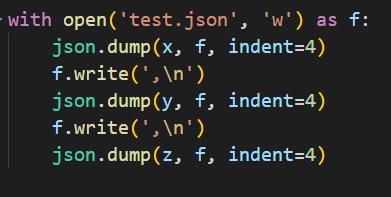 with open('test.json', 'w') as f:
    json.dump(x, f, indent=4)
    f.write(',\n')
    json.dump(y, f, indent=4)
    f.write(',\n')
    json.dump(z, f, indent=4)